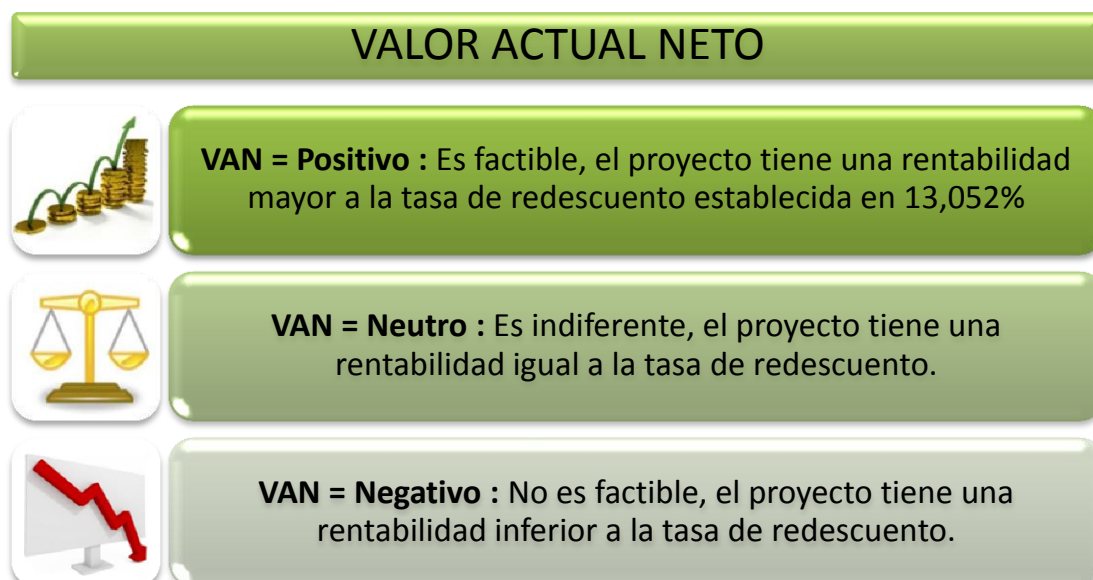 VALOR ACTUAL NETO
VAN = Positivo : Es factible, el proyecto tiene una rentabilidad
mayor a la tasa de redescuento establecida en 13,052%
VAN = Neutro : Es indiferente, el proyecto tiene una
rentabilidad igual a la tasa de redescuento.
VAN = Negativo : No es factible, el proyecto tiene una
rentabilidad inferior a la tasa de redescuento.